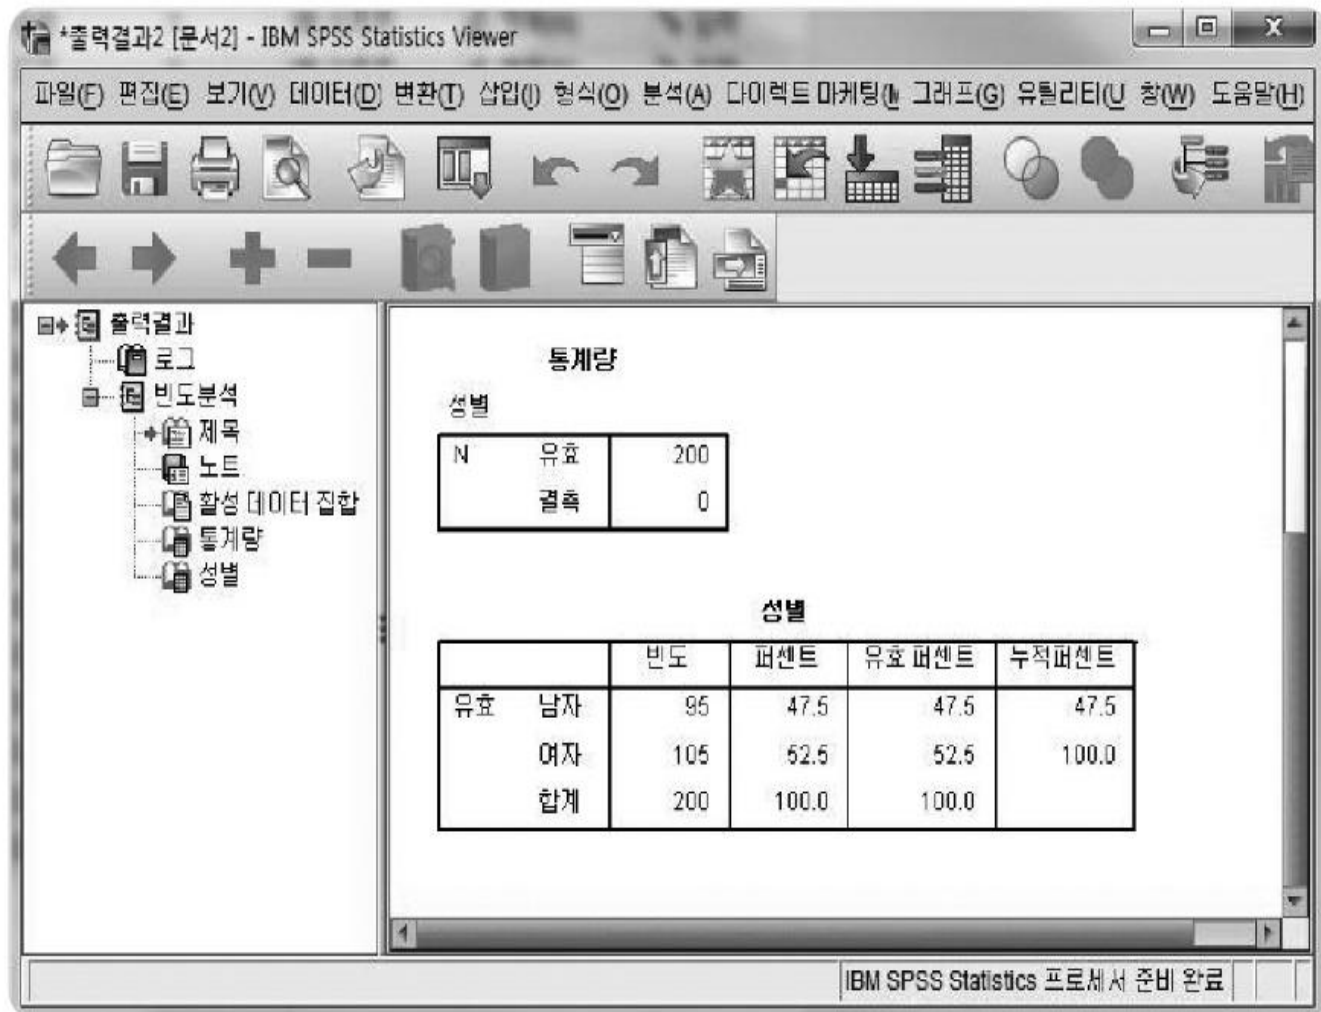 *출력결과2 [문서2] - IBM SPSS Statistics Viewer
파일(F) 편집(E) 보기(V) 데이터(D) 변환(T) 삽입(I) 형식(O) 분석(A) 다이렉트 마케팅(M 그래프(G) 유틸리티(U 창(W) 도움말(H)
출력결과
로그
빈도분석
제목
노트
활성 데이터 집합
통계량
성별
통계량
성별
N 유효 200
결측 0
성별
빈도 퍼센트 유효 퍼센트 누적퍼센트
유효 남자 95 47.5 47.5 47.5
여자 105 52.5 52.5 100.0
합계 200 100.0 100.0
IBM SPSS Statistics 프로세서 준비 완료